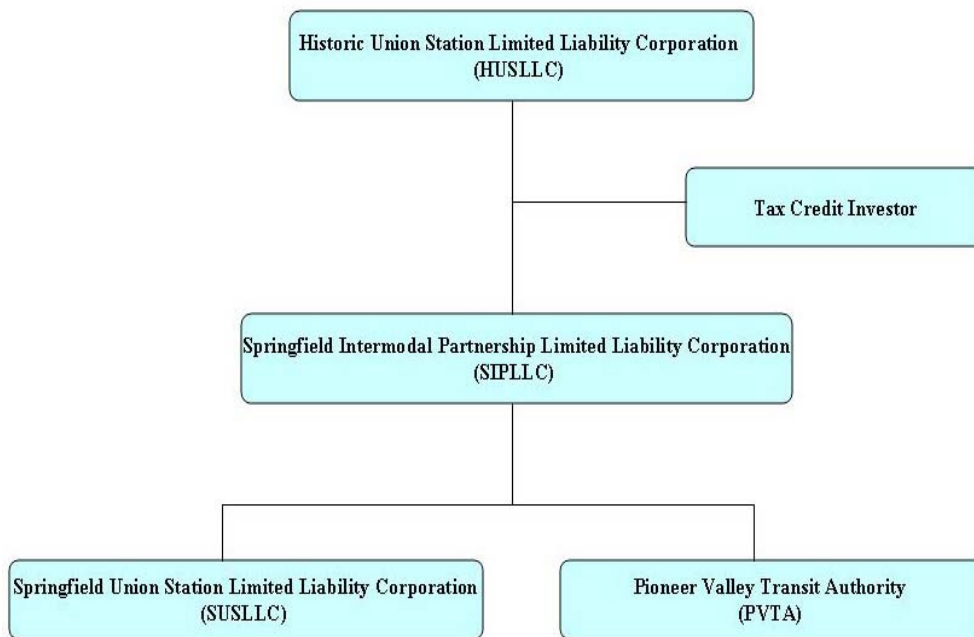 Historic Union Station Limited Liability Corporation
(HUSLLC)
Tax Credit Investor
Springfield Intermodal Partnership Limited Liability Corporation
(SIPLLC)
Springfield Union Station Limited Liability Corporation
(SUSLLC)
Pioneer Valley Transit Authority
(PVTA)